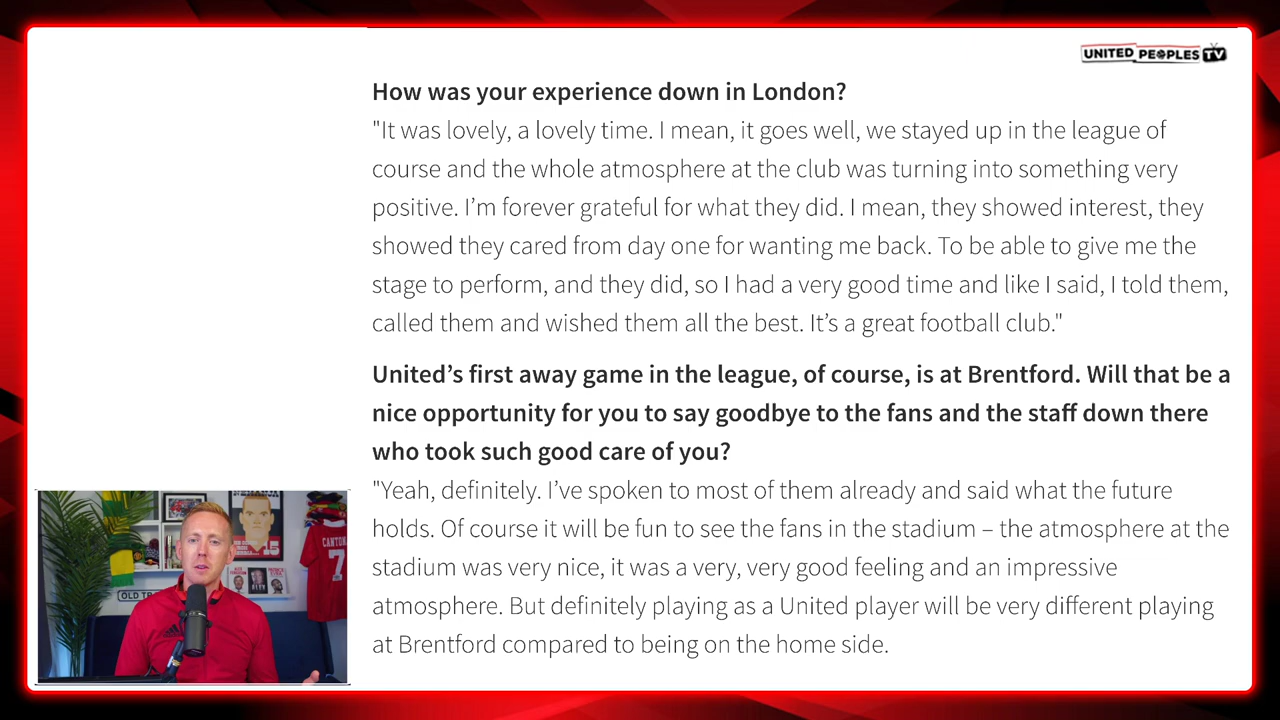 UNITED PEOPLES TV
How was your experience down in London?
"It was lovely, a lovely time. I mean, it goes well, we stayed up in the league of
course and the whole atmosphere at the club was turning into something very
positive. I’m forever grateful for what they did. I mean, they showed interest, they
showed they cared from day one for wanting me back. To be able to give me the
stage to perform, and they did, so I had a very good time and like I said, I told them,
called them and wished them all the best. It’s a great football club."
United’s first away game in the league, of course, is at Brentford. Will that be a
nice opportunity for you to say goodbye to the fans and the staff down there
who took such good care of you?
"Yeah, definitely. I’ve spoken to most of them already and said what the future
holds. Of course it will be fun to see the fans in the stadium – the atmosphere at the
stadium was very nice, it was a very, very good feeling and an impressive
atmosphere. But definitely playing as a United player will be very different playing
at Brentford compared to being on the home side.
NEMANJA
15
CANTONA
7
OLD TR